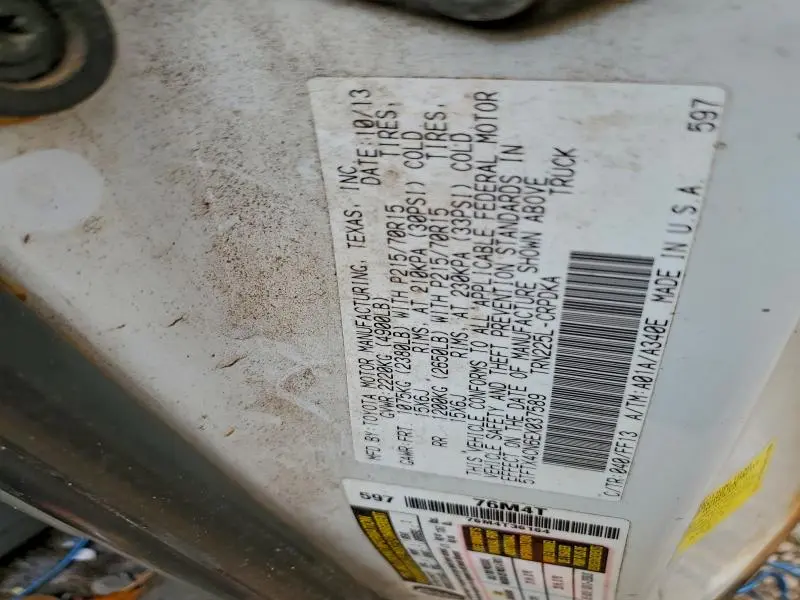 MFD BY: TOYOTA MOTOR MANUFACTURING, TEXAS, INC.
GVWR 2220KG (4900LB) DATE: 10/13
GAWR FRT. 1075KG (2380LB) WITH P215/70R15 TIRES,
15X6J RIMS AT 210KPA (30PSI) COLD
RR 1200KG (2650LB) WITH P215/70R15 TIRES,
15X6J RIMS AT 230KPA (33PSI) COLD
THIS VEHICLE CONFORMS TO ALL APPLICABLE FEDERAL MOTOR
VEHICLE SAFETY AND THEFT PREVENTION STANDARDS IN
EFFECT ON THE DATE OF MANUFACTURE SHOWN ABOVE
5TFTX4CN6EX037589 TRUCK
TRN225L-CRPDKA
C/TR:040/FF13
A/TM:A01A/A340E
MADE IN U.S.A. 597
597 76M4T
76M4T36164